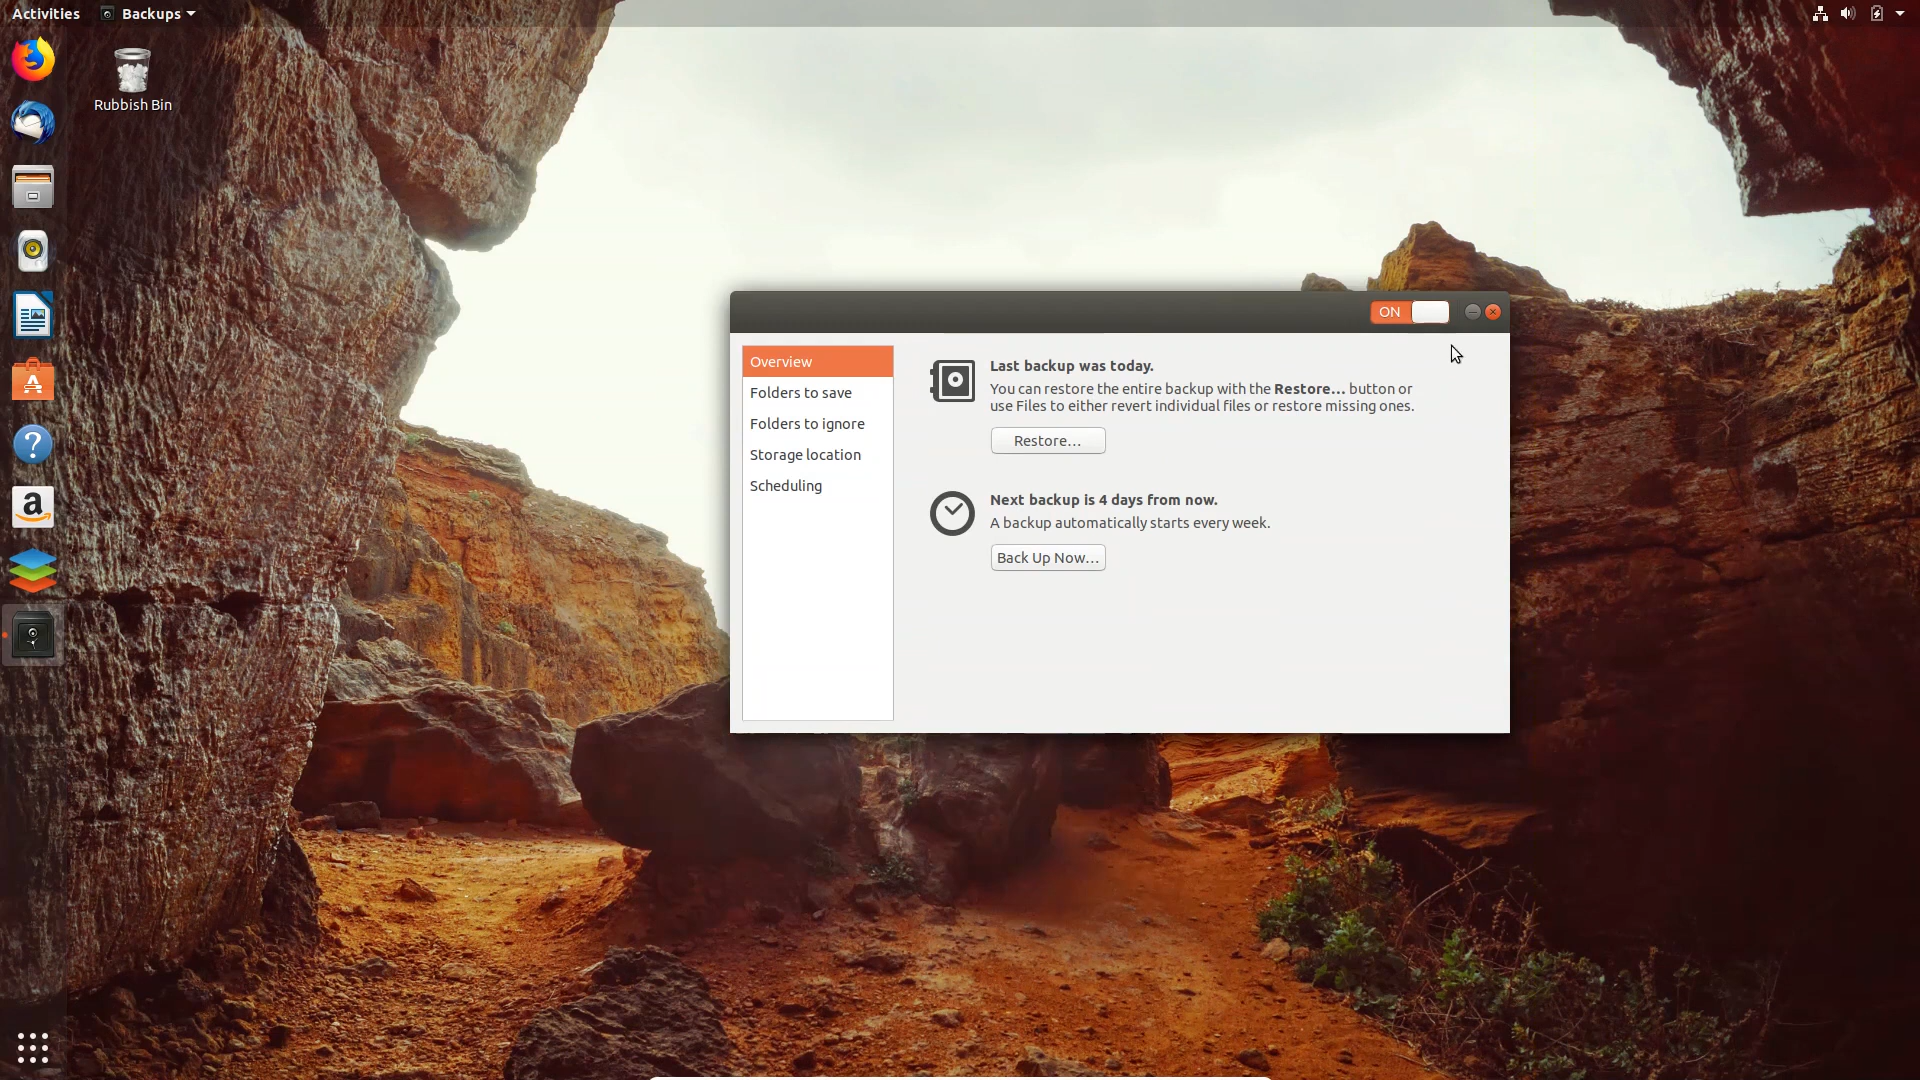 Activities
Backups
Rubbish Bin
ON
Overview
Folders to save
Folders to ignore
Storage location
Scheduling
Last backup was today.
You can restore the entire backup with the Restore... button or
use Files to either revert individual files or restore missing ones.
Restore...
Next backup is 4 days from now.
A backup automatically starts every week.
Back Up Now...